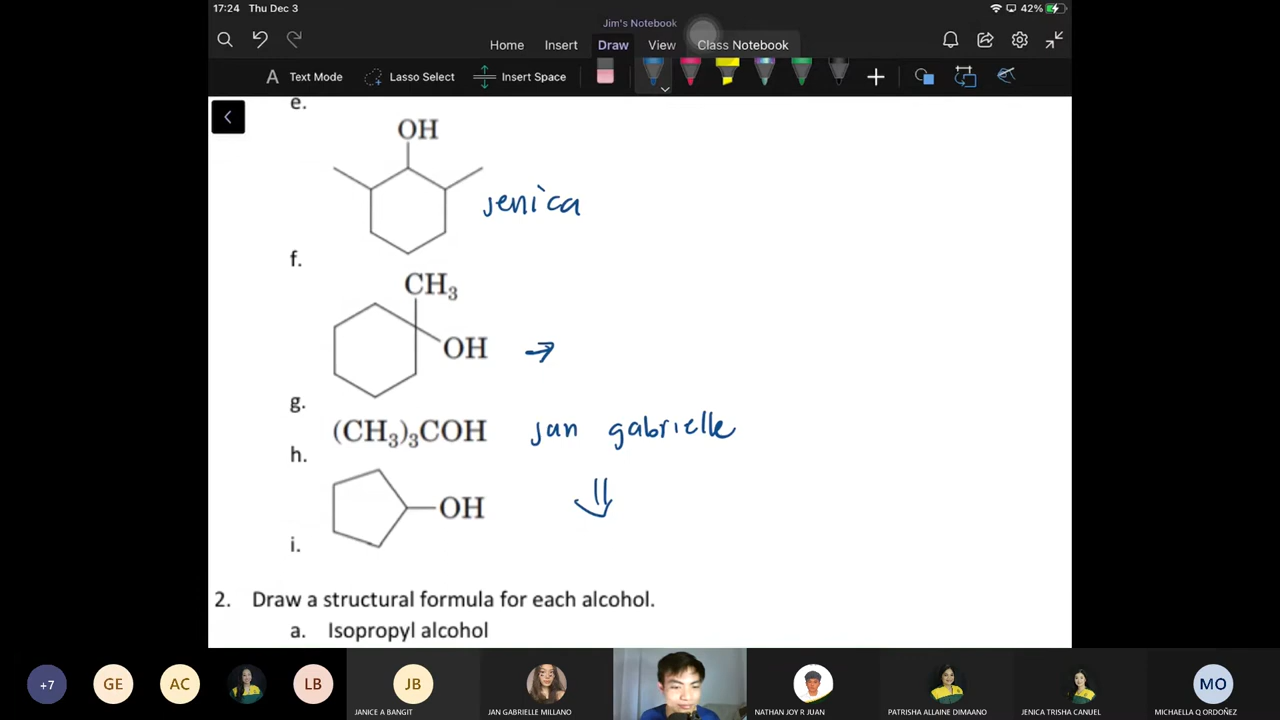 17:24 Thu Dec 3
42%
Jim's Notebook
Home Insert Draw View Class Notebook
Text Mode Lasso Select Insert Space
e.
OH
jenica
f.
CH3
OH
g.
(CH3)3COH jan gabrielle
h.
OH
i.
2. Draw a structural formula for each alcohol.
a. Isopropyl alcohol
+7 GE AC LB JB MO
JANICE A BANGIT JAN GABRIELLE MILLANO NATHAN JOY R JUAN PATRISHA ALLAINE DIMAANO JENICA TRISHA CANUEL MICHAELLA Q ORDOÑEZ